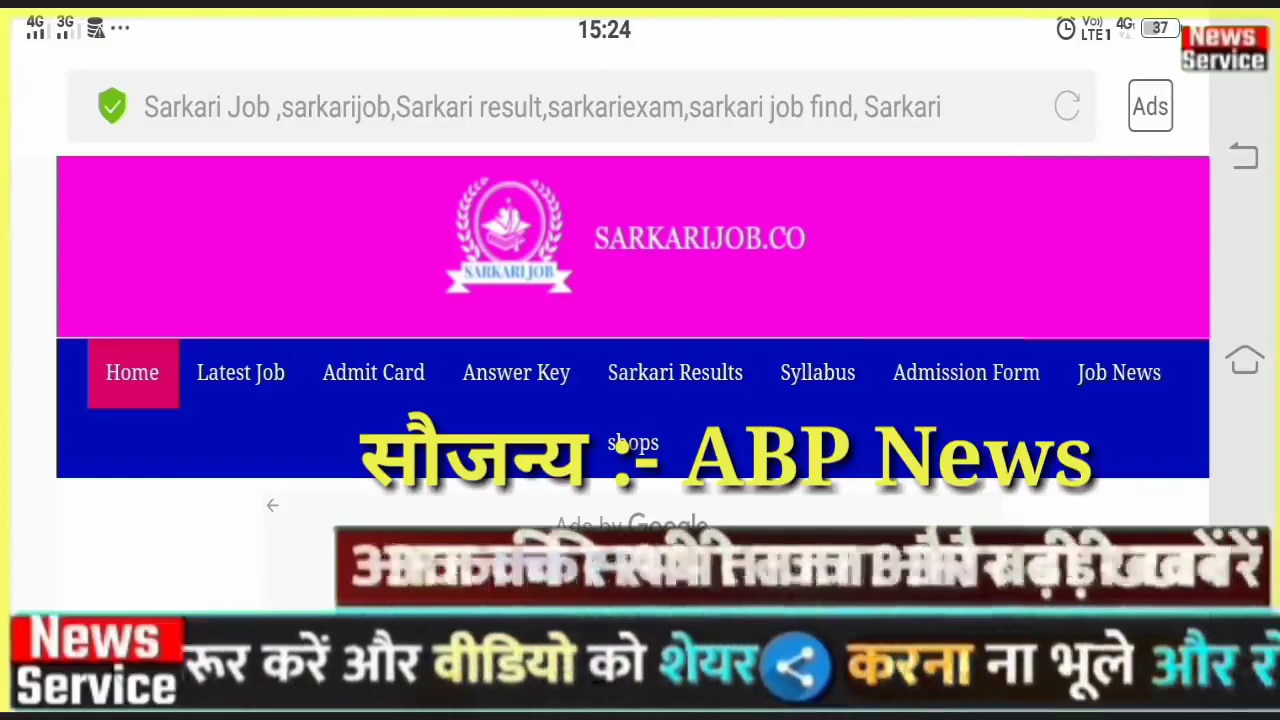 4G 3G 15:24 Vo)) LTE1 4G 37
News
Service
Sarkari Job ,sarkarijob,Sarkari result,sarkariexam,sarkari job find, Sarkari
Ads
SARKARI JOB
SARKARIJOB.CO
Home Latest Job Admit Card Answer Key Sarkari Results Syllabus Admission Form Job News
shops
सौजन्य :- ABP News
Ads by Google
News
Service
रूर करें और वीडियो को शेयर करना ना भूले और